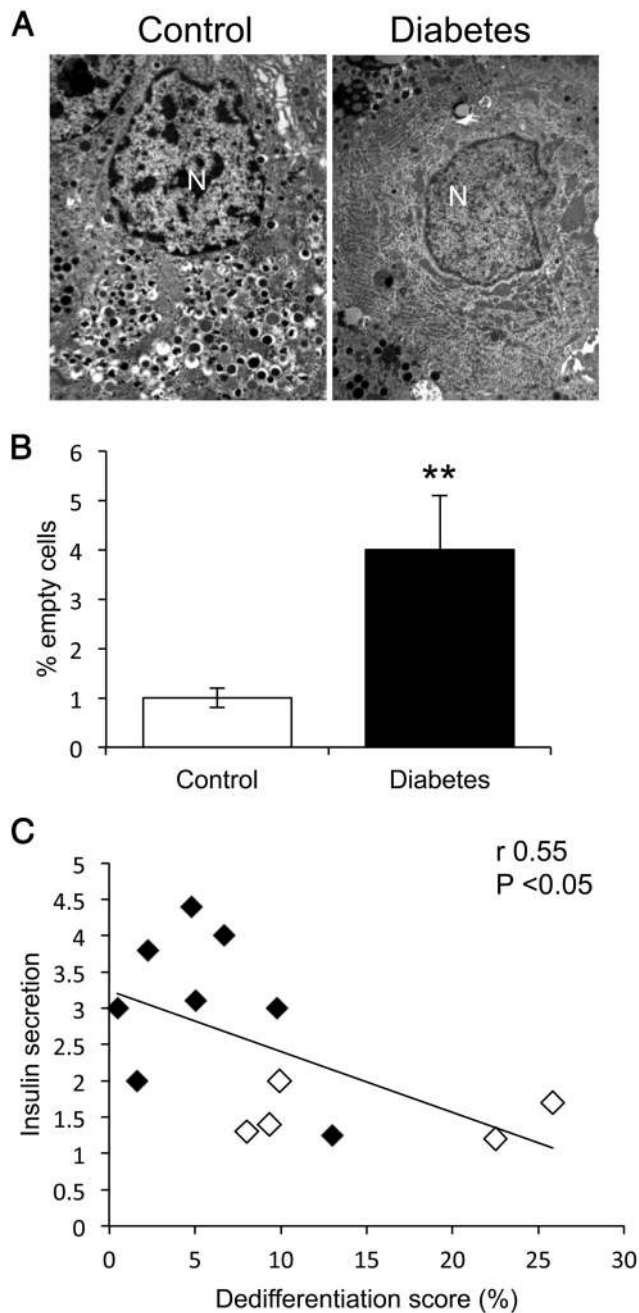 A
Control
Diabetes
N
N
B
% empty cells
6
5
4
3
2
1
0
**
Control
Diabetes
C
r 0.55
P <0.05
Insulin secretion
5
4.5
4
3.5
3
2.5
2
1.5
1
0.5
0
0 5 10 15 20 25 30
Dedifferentiation score (%)